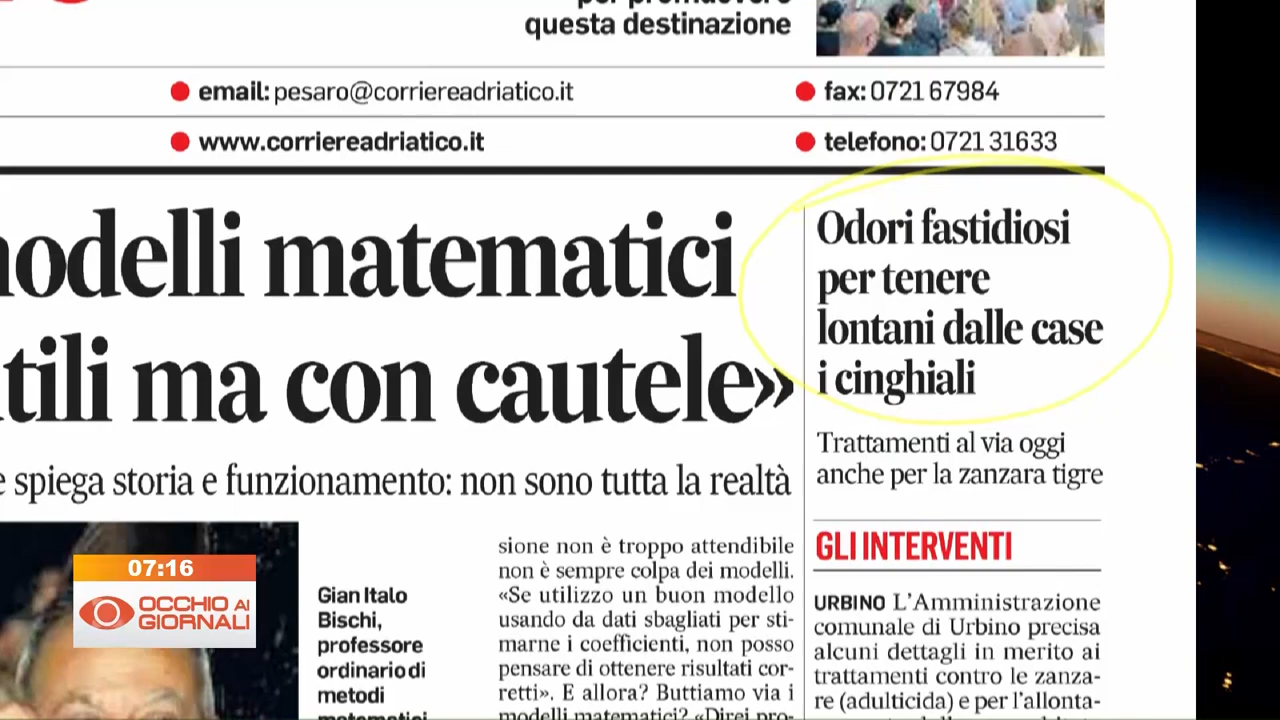 questa destinazione
email: pesaro@corriereadriatico.it
fax: 0721 67984
www.corriereadriatico.it
telefono: 0721 31633
modelli matematici
ma con cautele»
spiega storia e funzionamento: non sono tutta la realtà
Odori fastidiosi
per tenere
lontani dalle case
i cinghiali
Trattamenti al via oggi
anche per la zanzara tigre
GLI INTERVENTI
URBINO L'Amministrazione
comunale di Urbino precisa
alcuni dettagli in merito ai
trattamenti contro le zanza-
re (adulticida) e per l'allonta-
Gian Italo
Bischi,
professore
ordinario di
metodi
sione non è troppo attendibile
non è sempre colpa dei modelli.
«Se utilizzo un buon modello
usando da dati sbagliati per sti-
marne i coefficienti, non posso
pensare di ottenere risultati cor-
retti». E allora? Buttiamo via i
modelli matematici? «Direi pro-
07:16
OCCHIO AI
GIORNALI